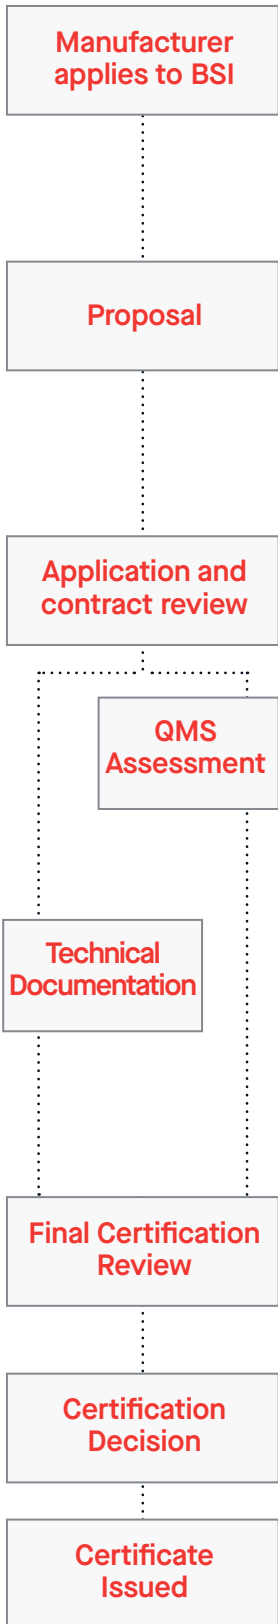 Manufacturer
applies to BSI
Proposal
Application and
contract review
QMS
Assessment
Technical
Documentation
Final Certification
Review
Certification
Decision
Certificate
Issued